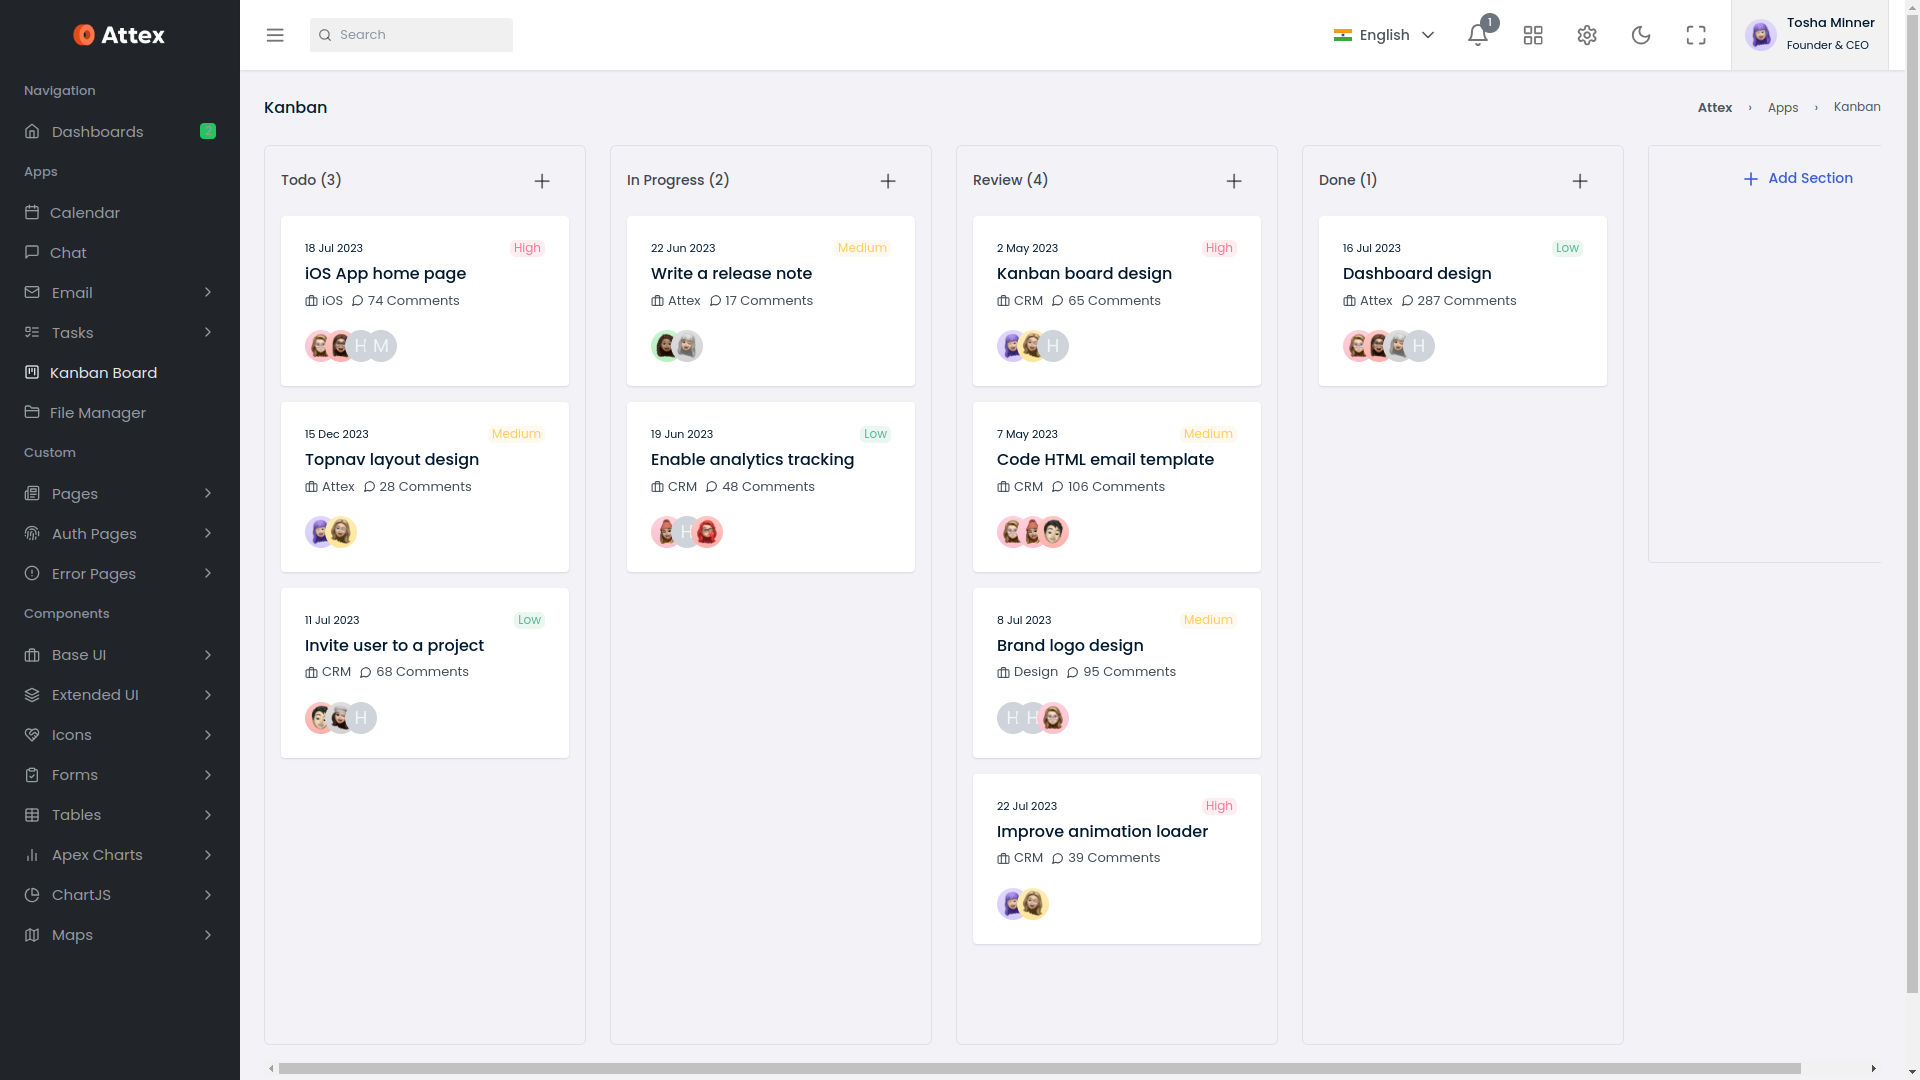 Attex
Navigation
Dashboards 2
Apps
Calendar
Chat
Email
Tasks
Kanban Board
File Manager
Custom
Pages
Auth Pages
Error Pages
Components
Base UI
Extended UI
Icons
Forms
Tables
Apex Charts
ChartJS
Maps
Search
English
1
Tosha Minner
Founder & CEO
Kanban
Attex › Apps › Kanban
Todo (3)
18 Jul 2023 High
iOS App home page
iOS 74 Comments
H M
15 Dec 2023 Medium
Topnav layout design
Attex 28 Comments
11 Jul 2023 Low
Invite user to a project
CRM 68 Comments
H
In Progress (2)
22 Jun 2023 Medium
Write a release note
Attex 17 Comments
19 Jun 2023 Low
Enable analytics tracking
CRM 48 Comments
H
Review (4)
2 May 2023 High
Kanban board design
CRM 65 Comments
H
7 May 2023 Medium
Code HTML email template
CRM 106 Comments
8 Jul 2023 Medium
Brand logo design
Design 95 Comments
H H
22 Jul 2023 High
Improve animation loader
CRM 39 Comments
Done (1)
16 Jul 2023 Low
Dashboard design
Attex 287 Comments
H
Add Section